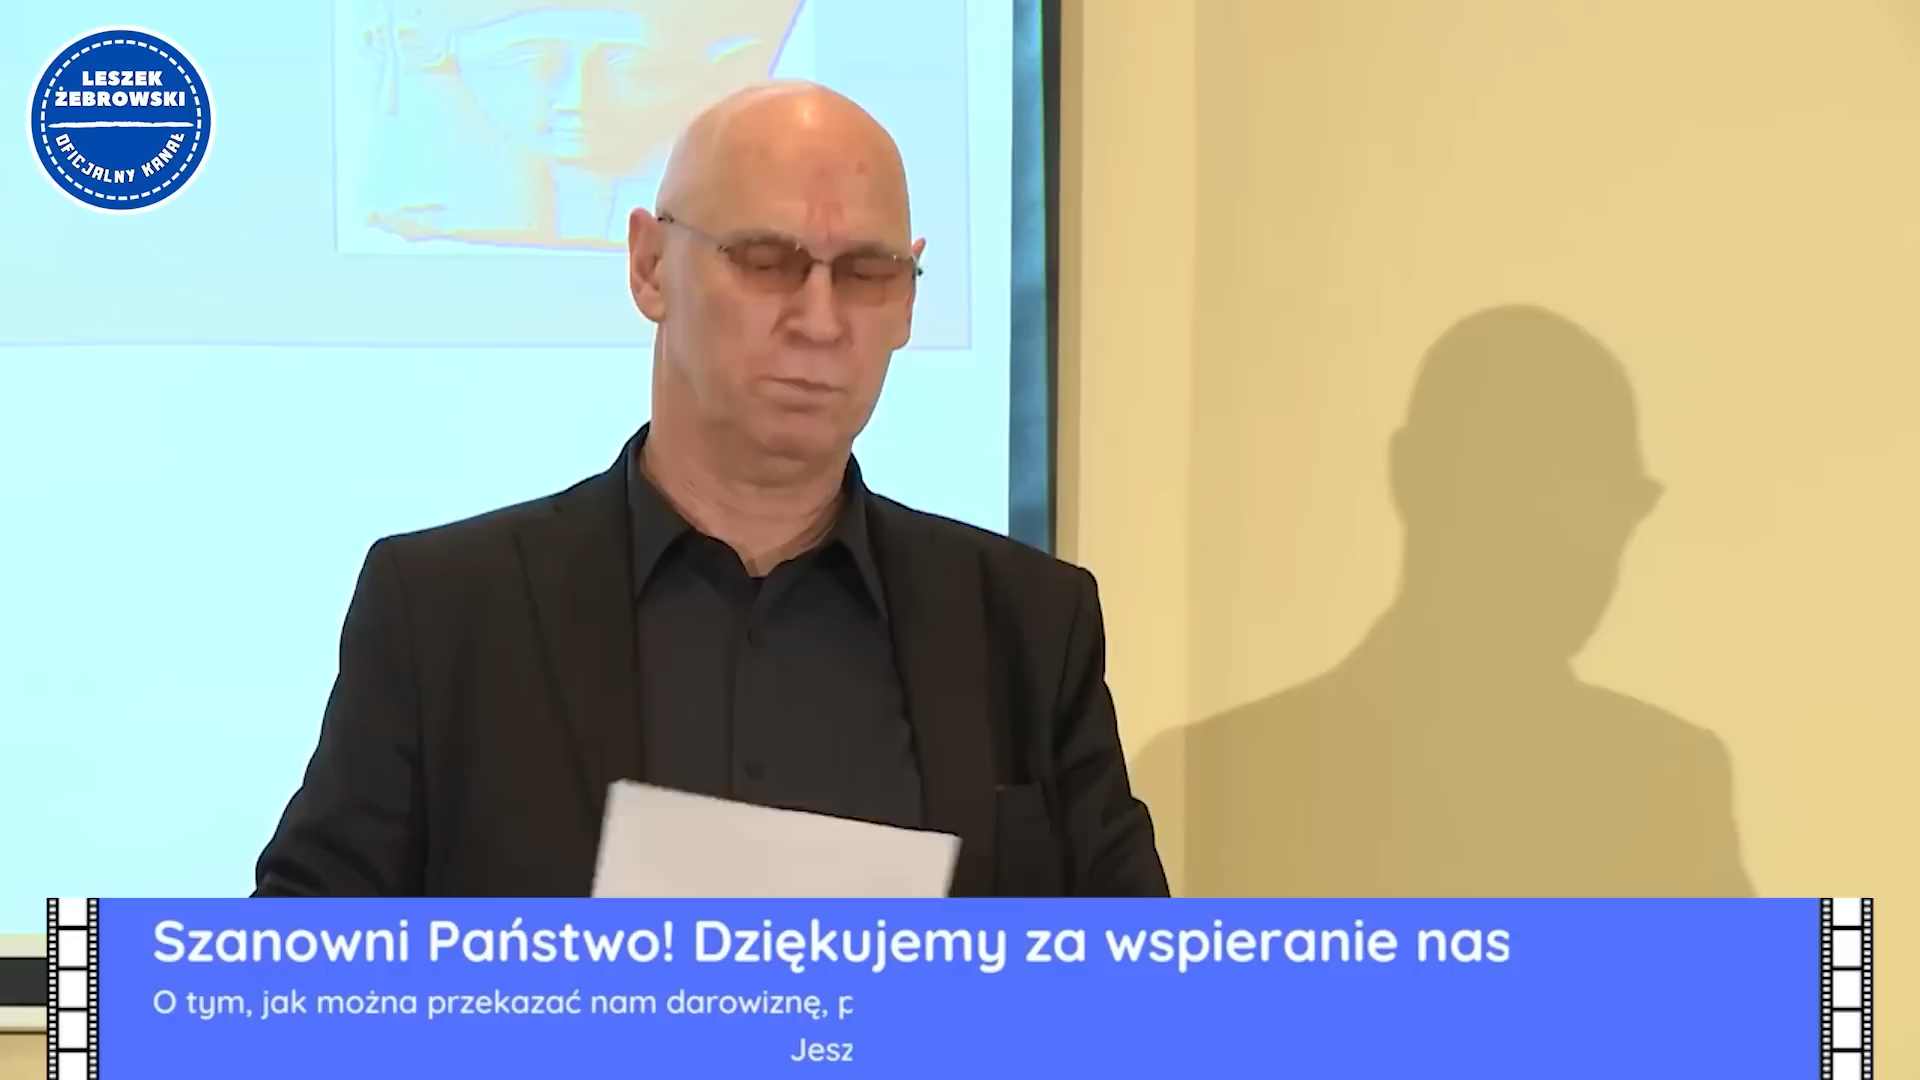 LESZEK
ŻEBROWSKI
OFICJALNY KANAŁ
Szanowni Państwo! Dziękujemy za wspieranie nas
O tym, jak można przekazać nam darowiznę, p
Jesz